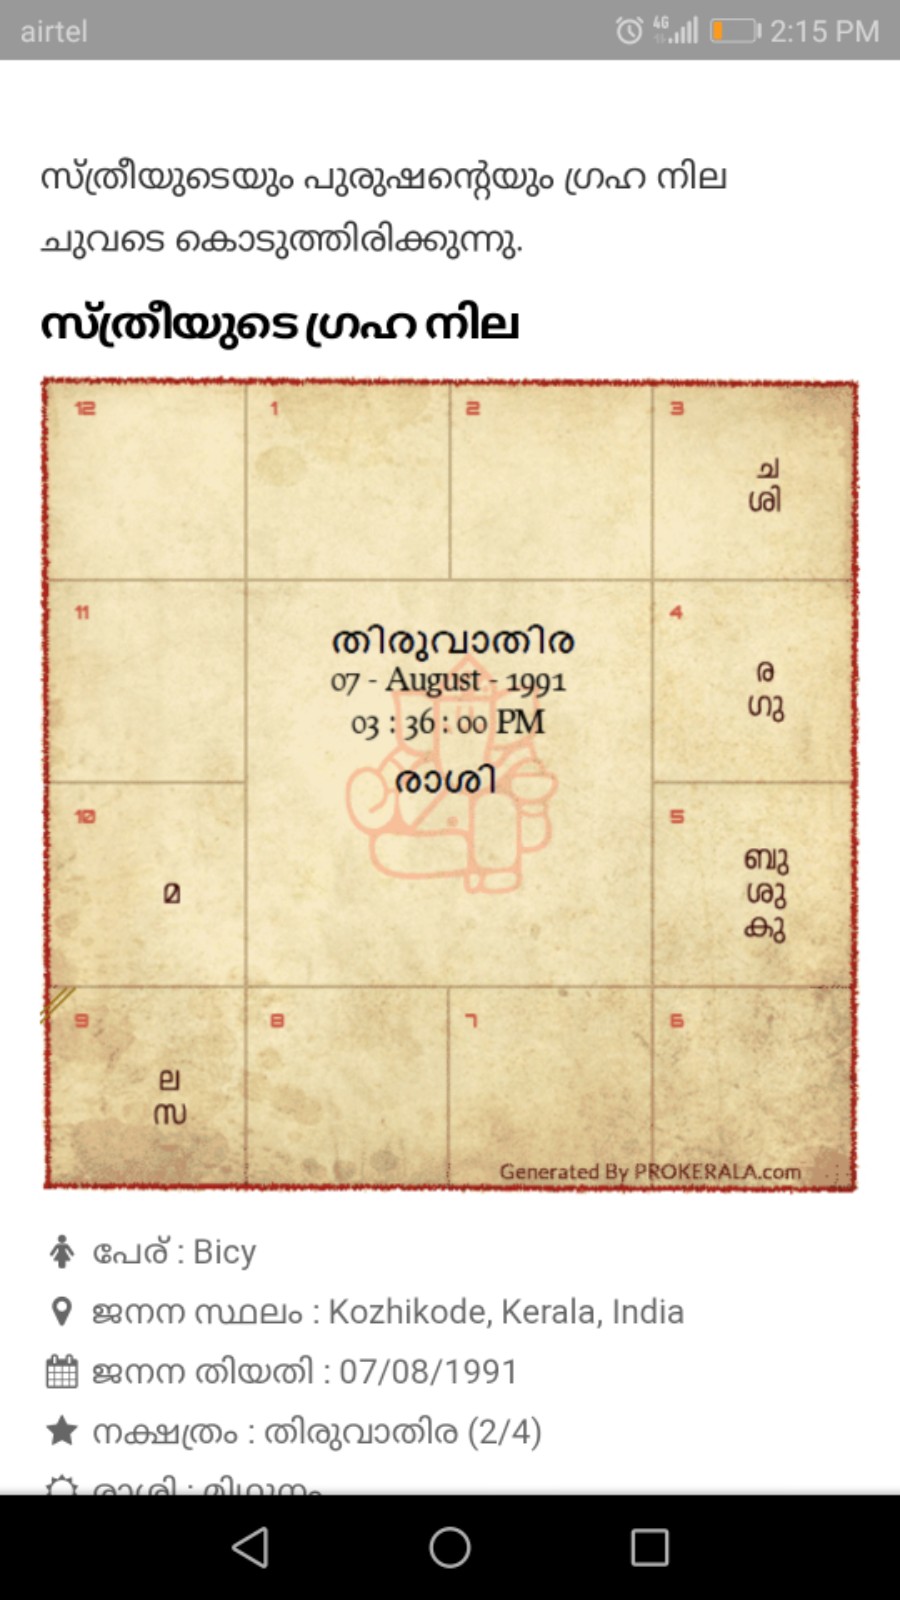 airtel 4G 2:15 PM
സ്ത്രീയുടെയും പുരുഷന്റെയും ഗ്രഹ നില
ചുവടെ കൊടുത്തിരിക്കുന്നു.
സ്ത്രീയുടെ ഗ്രഹ നില
12 1 2 3
ച
ശി
11 4
തിരുവാതിര
07 - August - 1991
03 : 36 : 00 PM
രാശി
ര
ഗു
10 5
മ
ബു
ശു
കു
9 8 7 6
ല
സ
Generated By PROKERALA.com
പേര് : Bicy
ജനന സ്ഥലം : Kozhikode, Kerala, India
ജനന തിയതി : 07/08/1991
നക്ഷത്രം : തിരുവാതിര (2/4)
രാശി : മിഥുനം